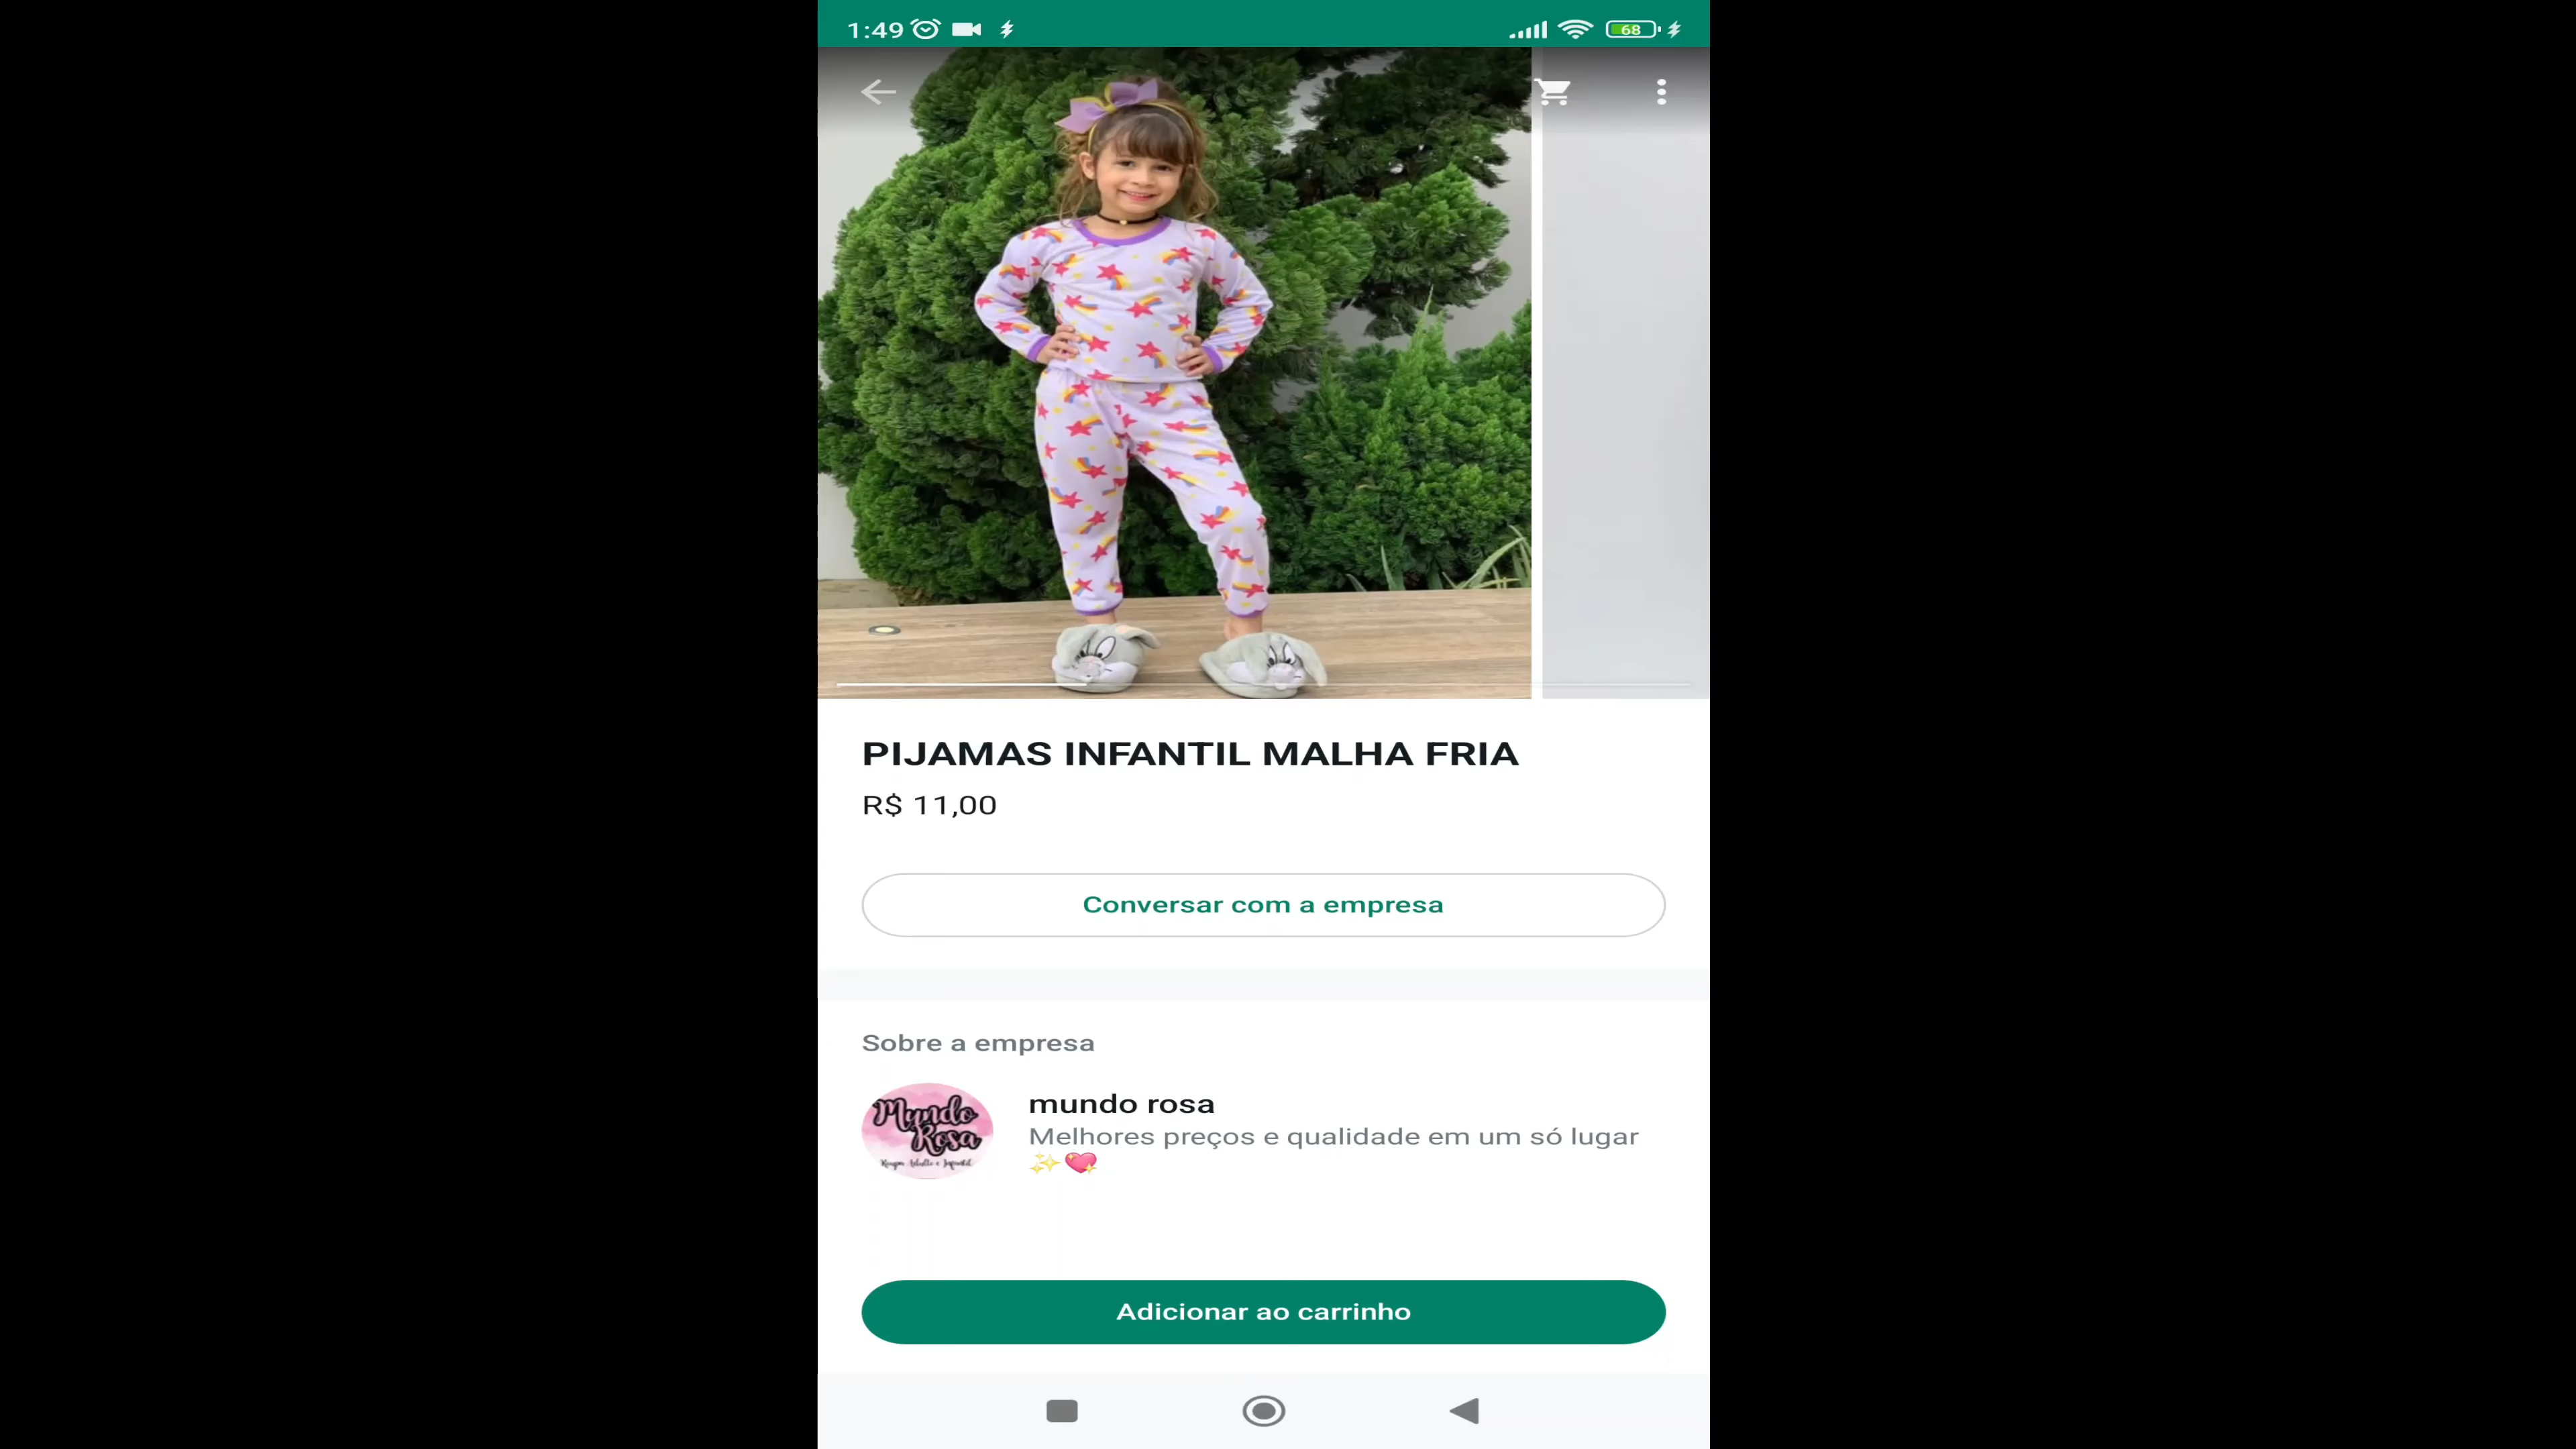 1:49
68
PIJAMAS INFANTIL MALHA FRIA
R$ 11,00
Conversar com a empresa
Sobre a empresa
Mundo
Rosa
mundo rosa
Melhores preços e qualidade em um só lugar
✨💖
Adicionar ao carrinho